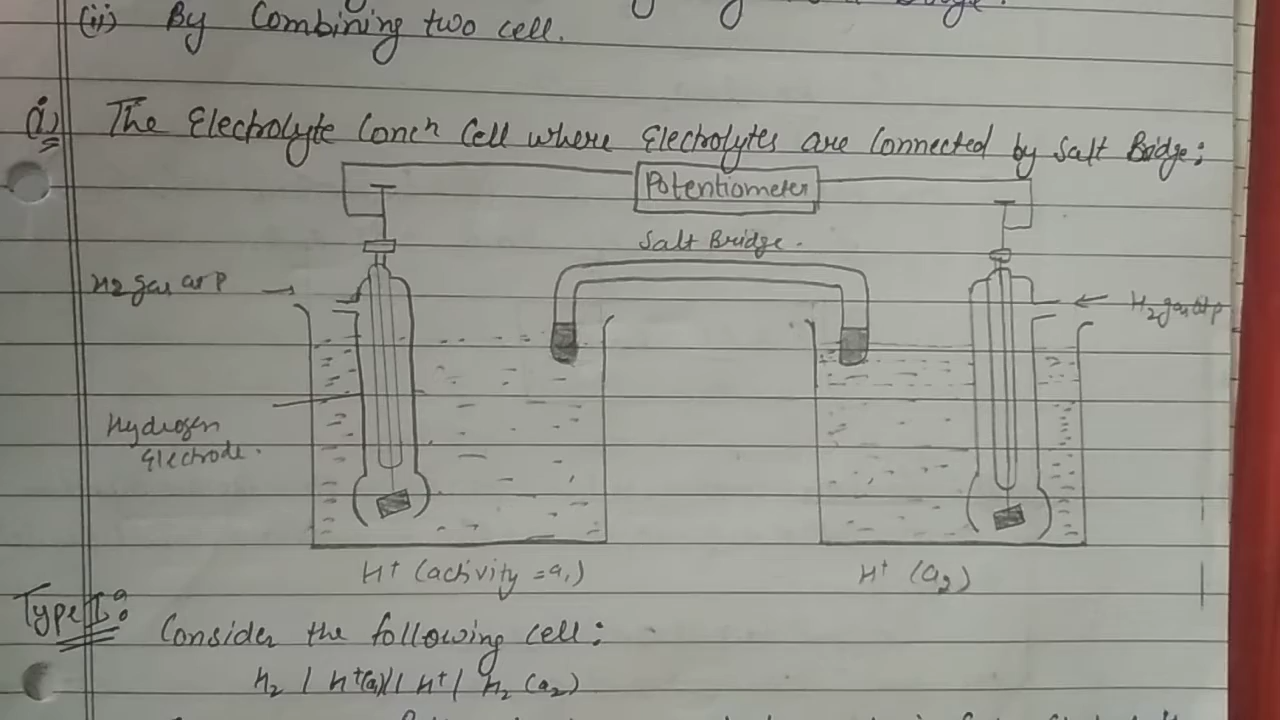 (ii) By Combining two cell.
(i) The Electrolyte Concn Cell where Electrolytes are Connected by Salt Bridge;
Potentiometer
Salt Bridge.
H2 gas at P
H2 gas at P
Hydrogen
Electrode.
H+ (activity = a1)
H+ (a2)
Type I:
Consider the following cell:
H2 / H+(a1) // H+ / H2 (a2)